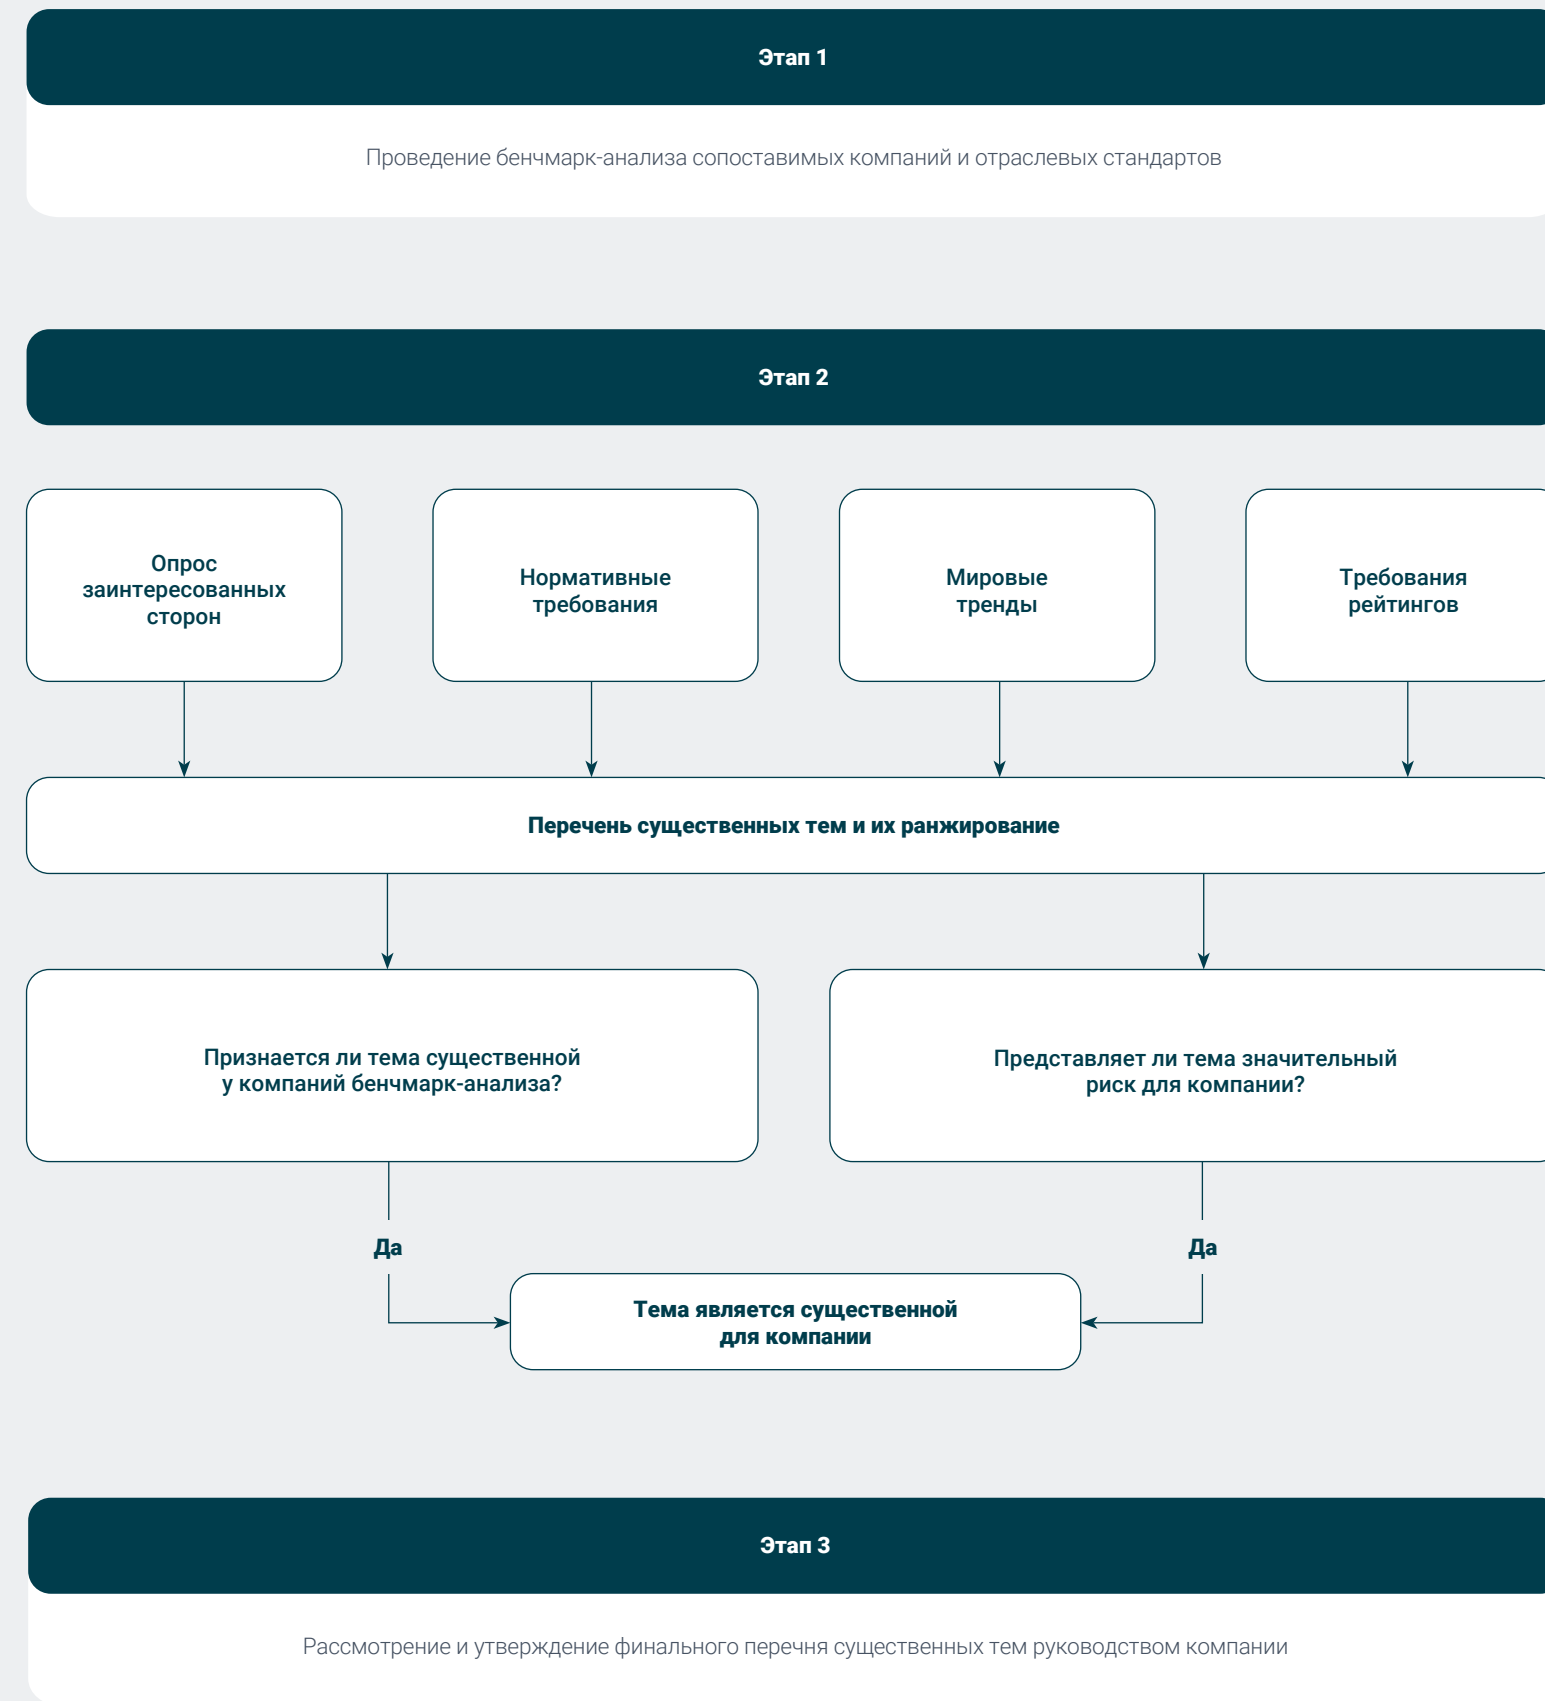 Этап 1
Проведение бенчмарк-анализа сопоставимых компаний и отраслевых стандартов
Этап 2
Опрос
заинтересованных
сторон
Нормативные
требования
Мировые
тренды
Требования
рейтингов
Перечень существенных тем и их ранжирование
Признается ли тема существенной
у компаний бенчмарк-анализа?
Представляет ли тема значительный
риск для компании?
Да
Да
Тема является существенной
для компании
Этап 3
Рассмотрение и утверждение финального перечня существенных тем руководством компании